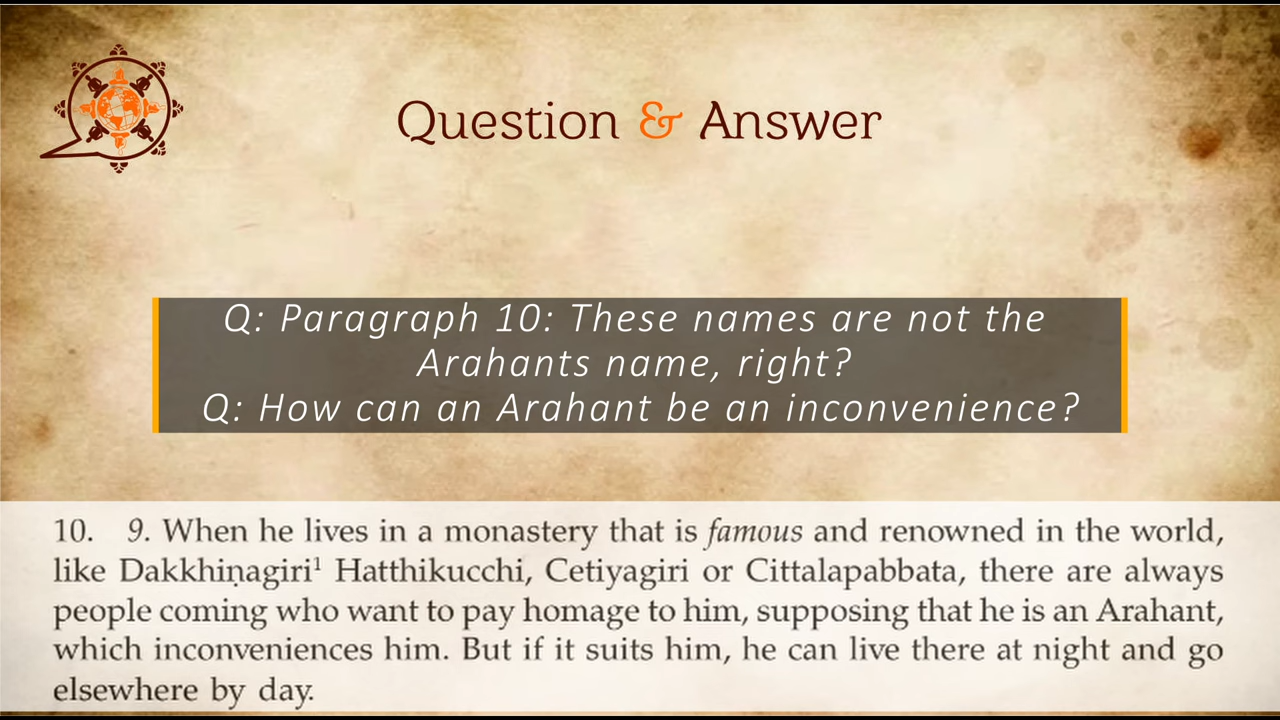 Question & Answer
Q: Paragraph 10: These names are not the
Arahants name, right?
Q: How can an Arahant be an inconvenience?
10. 9. When he lives in a monastery that is famous and renowned in the world,
like Dakkhiṇagiri¹ Hatthikucchi, Cetiyagiri or Cittalapabbata, there are always
people coming who want to pay homage to him, supposing that he is an Arahant,
which inconveniences him. But if it suits him, he can live there at night and go
elsewhere by day.